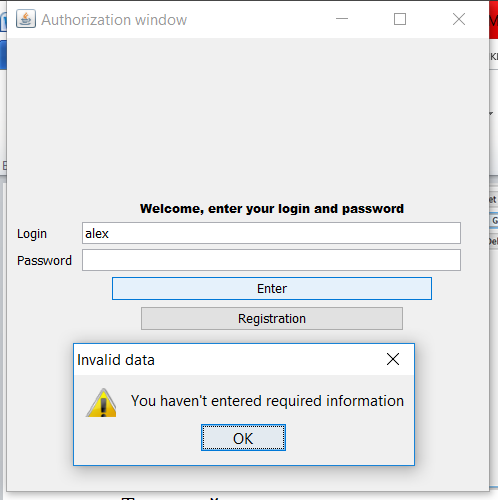 Authorization window
Welcome, enter your login and password
Login
alex
Password
Enter
Registration
Invalid data
You haven't entered required information
OK